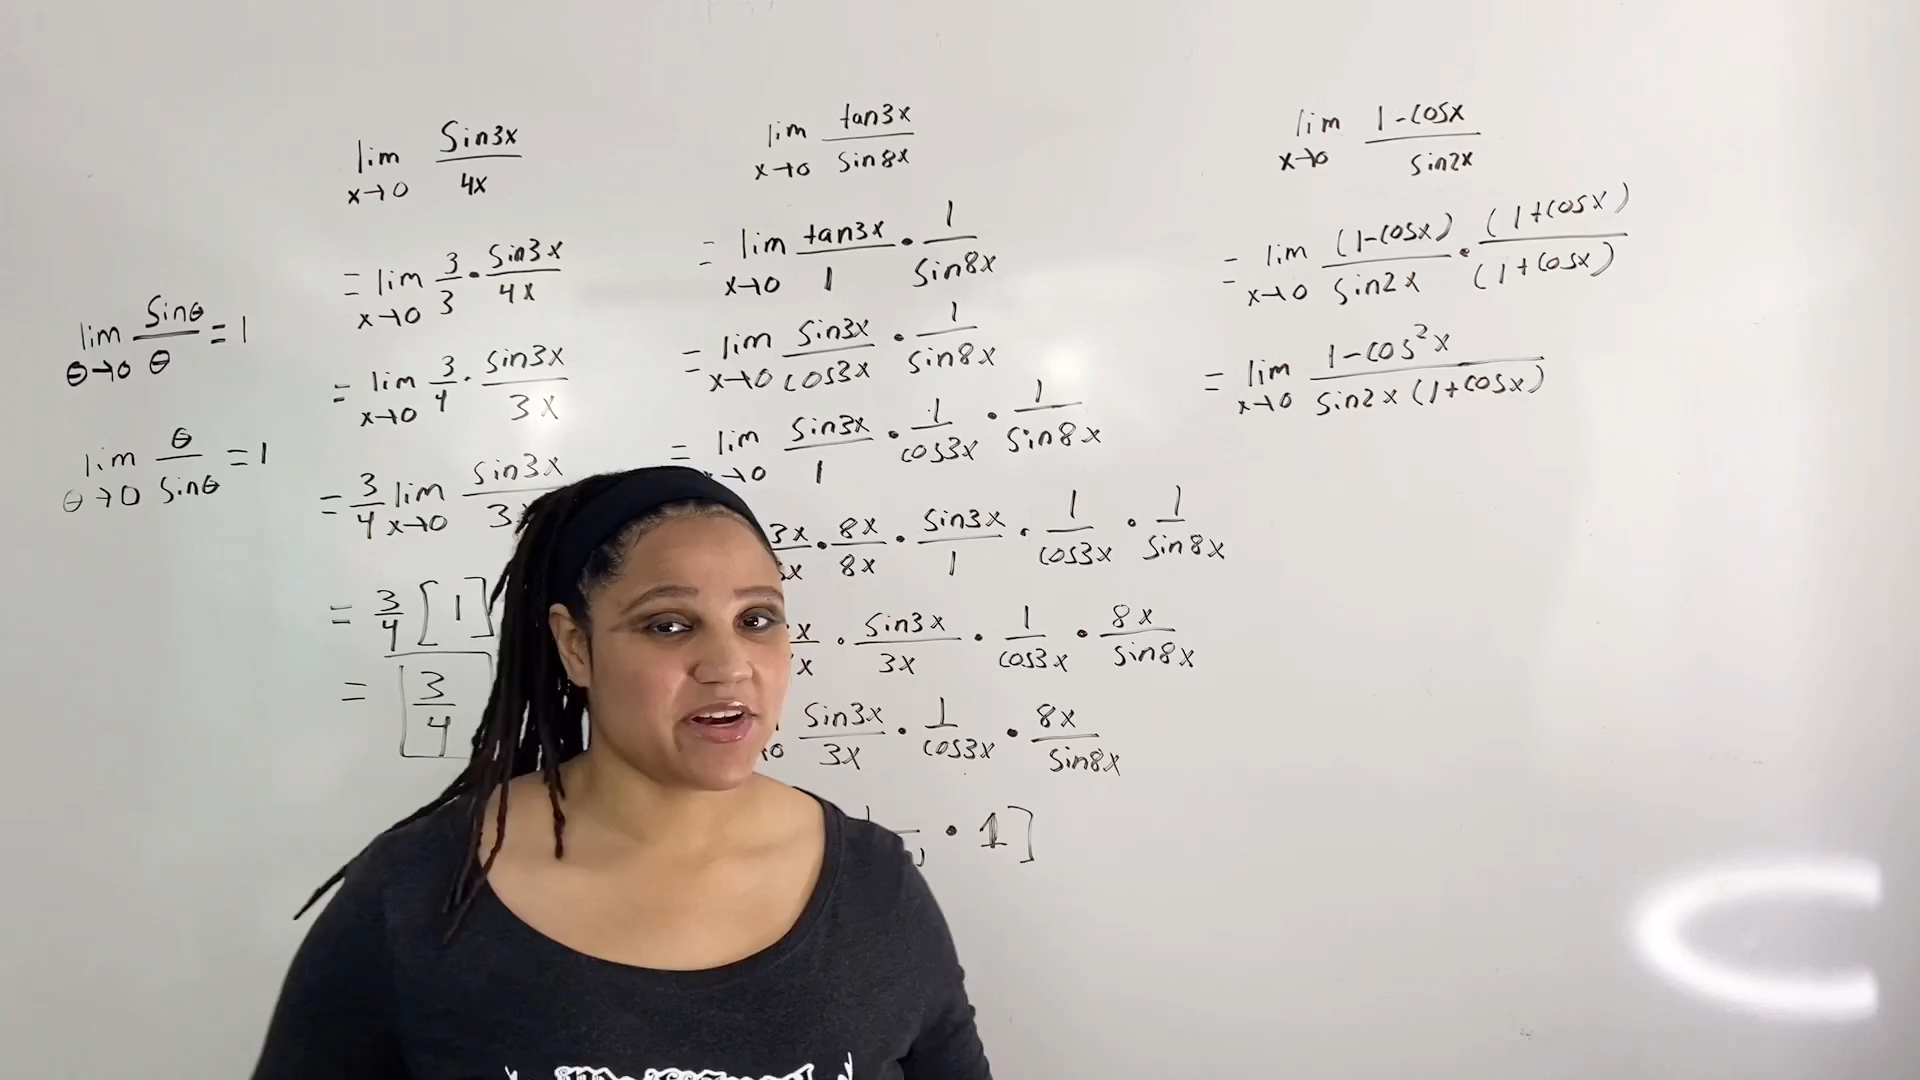 lim θ→0 sinθ/θ = 1
lim θ→0 θ/sinθ = 1
lim x→0 sin3x/4x
= lim x→0 3/3 • sin3x/4x
= lim x→0 3/4 • sin3x/3x
= 3/4 lim x→0 sin3x/3
= 3/4 [1]
= 3/4
lim x→0 tan3x/sin8x
= lim x→0 tan3x/1 • 1/sin8x
= lim x→0 sin3x/cos3x • 1/sin8x
= lim x→0 sin3x/1 • 1/cos3x • 1/sin8x
3x/x • 8x/8x • sin3x/1 • 1/cos3x • 1/sin8x
x/x • sin3x/3x • 1/cos3x • 8x/sin8x
0 sin3x/3x • 1/cos3x • 8x/sin8x
• 1]
lim x→0 1-cosx/sin2x
= lim x→0 (1-cosx)/sin2x • (1+cosx)/(1+cosx)
= lim x→0 1-cos²x/sin2x(1+cosx)